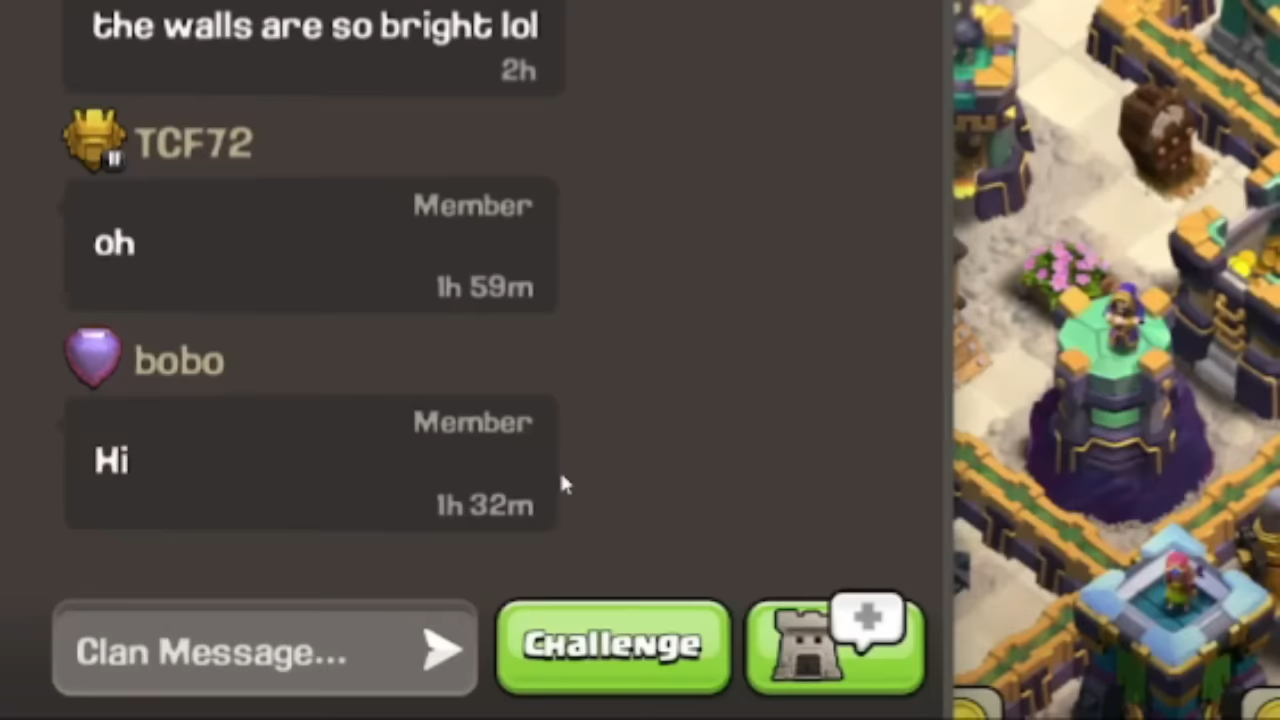 the walls are so bright lol
2h
TCF72
Member
oh
1h 59m
bobo
Member
Hi
1h 32m
Clan Message...
Challenge